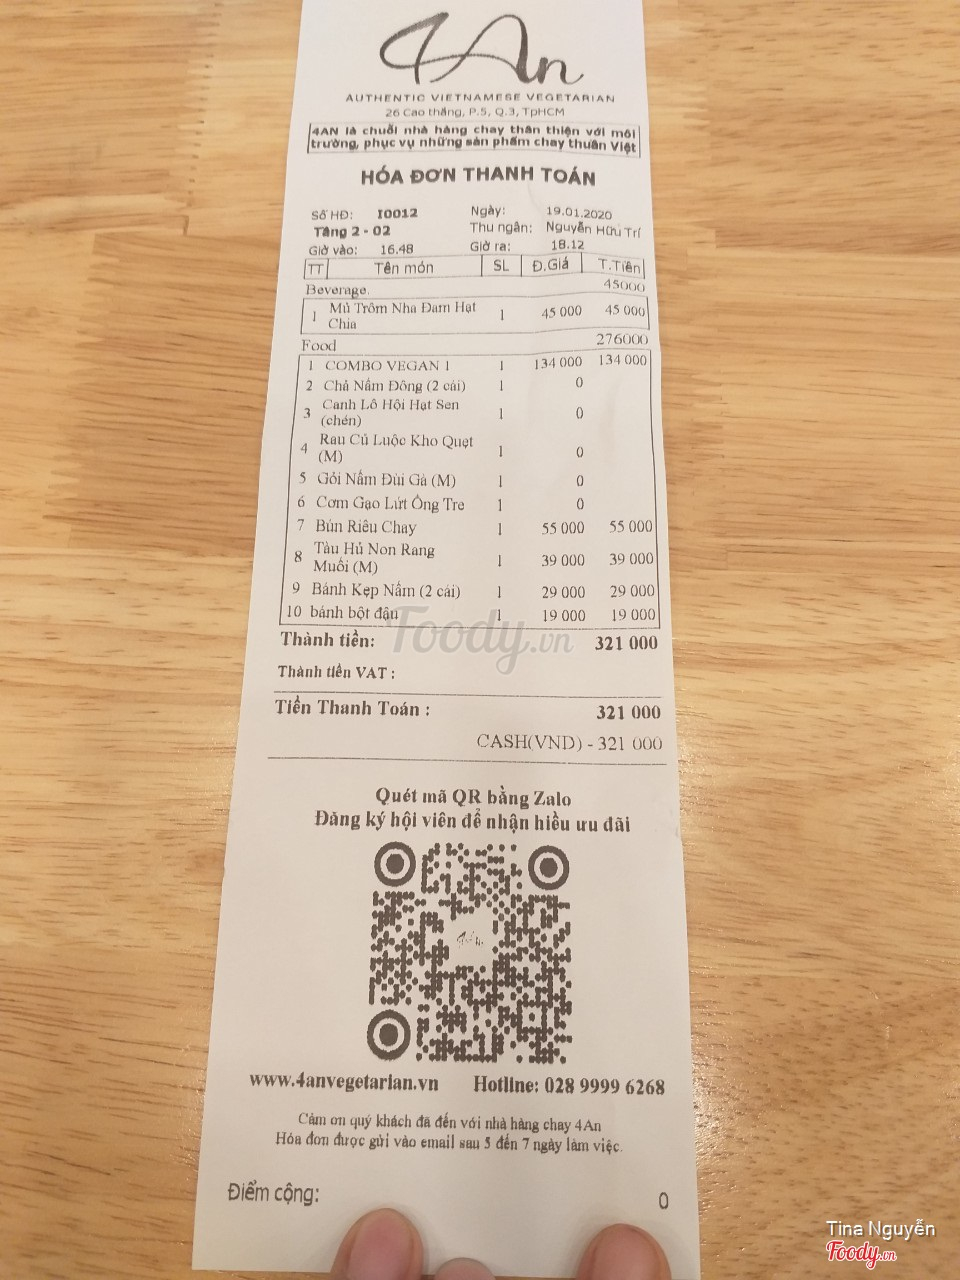 4An
AUTHENTIC VIETNAMESE VEGETARIAN
26 Cao thắng, P.5, Q.3, TpHCM
4AN là chuỗi nhà hàng chay thân thiện với môi
trường, phục vụ những sản phẩm chay thuần Việt
HÓA ĐƠN THANH TOÁN
Số HĐ: I0012 Ngày: 19.01.2020
Tầng 2 - 02 Thu ngân: Nguyễn Hữu Trí
Giờ vào: 16.48 Giờ ra: 18.12
TT Tên món SL Đ.Giá T.Tiền
Beverage. 45000
1 Mủ Trôm Nha Đam Hạt
Chia 1 45 000 45 000
Food 276000
1 COMBO VEGAN 1 1 134 000 134 000
2 Chả Nấm Đông (2 cái) 1 0
3 Canh Lô Hội Hạt Sen
(chén) 1 0
4 Rau Củ Luộc Kho Quẹt
(M) 1 0
5 Gỏi Nấm Đùi Gà (M) 1 0
6 Cơm Gạo Lứt Ống Tre 1 0
7 Bún Riêu Chay 1 55 000 55 000
8 Tàu Hủ Non Rang
Muối (M) 1 39 000 39 000
9 Bánh Kẹp Nấm (2 cái) 1 29 000 29 000
10 bánh bột đậu 1 19 000 19 000
Foody.vn
Thành tiền: 321 000
Thành tiền VAT :
Tiền Thanh Toán : 321 000
CASH(VND) - 321 000
Quét mã QR bằng Zalo
Đăng ký hội viên để nhận hiều ưu đãi
www.4anvegetarian.vn Hotline: 028 9999 6268
Cảm ơn quý khách đã đến với nhà hàng chay 4An
Hóa đơn được gửi vào email sau 5 đến 7 ngày làm việc.
Điểm cộng: 0
Tina Nguyễn
Foody.vn